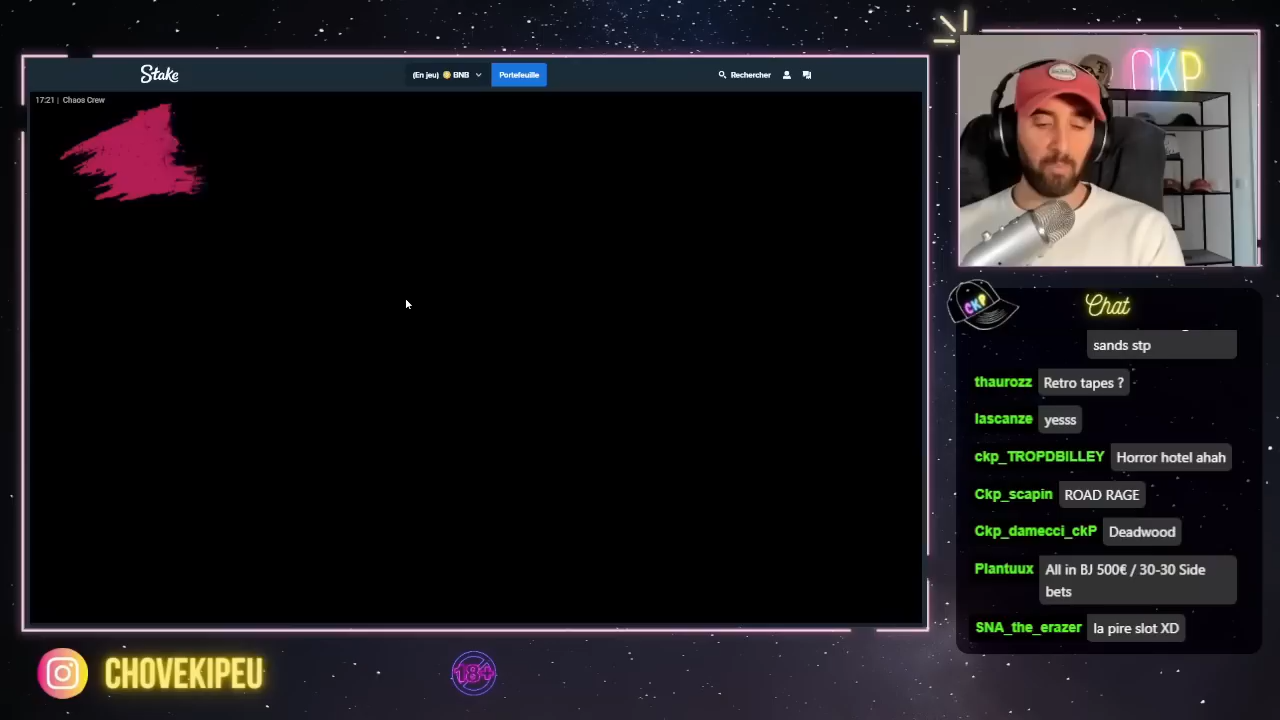 Stake
(En jeu) BNB
Portefeuille
Rechercher
17:21 | Chaos Crew
CKP
CKP
Chat
sands stp
thaurozz Retro tapes ?
lascanze yesss
ckp_TROPDBILLEY Horror hotel ahah
Ckp_scapin ROAD RAGE
Ckp_damecci_ckP Deadwood
Plantuux All in BJ 500€ / 30-30 Side
bets
SNA_the_erazer la pire slot XD
CHOVEKIPEU
18+